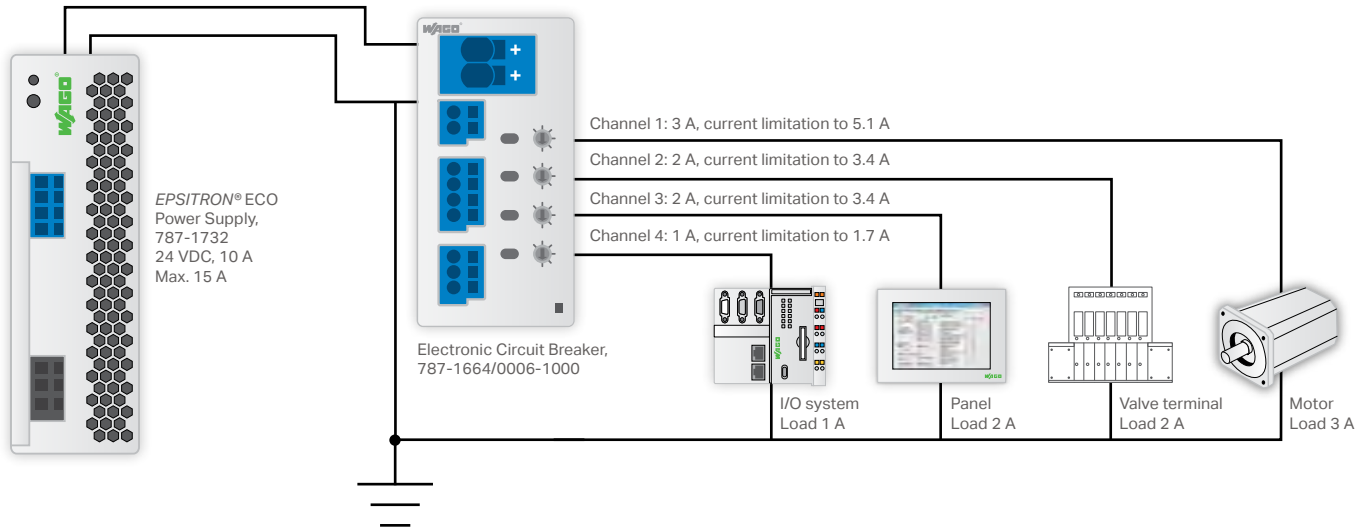 WAGO
WAGO
+
+
EPSITRON® ECO
Power Supply,
787-1732
24 VDC, 10 A
Max. 15 A
Channel 1: 3 A, current limitation to 5.1 A
Channel 2: 2 A, current limitation to 3.4 A
Channel 3: 2 A, current limitation to 3.4 A
Channel 4: 1 A, current limitation to 1.7 A
Electronic Circuit Breaker,
787-1664/0006-1000
WAGO
WAGO
I/O system
Load 1 A
Panel
Load 2 A
Valve terminal
Load 2 A
Motor
Load 3 A